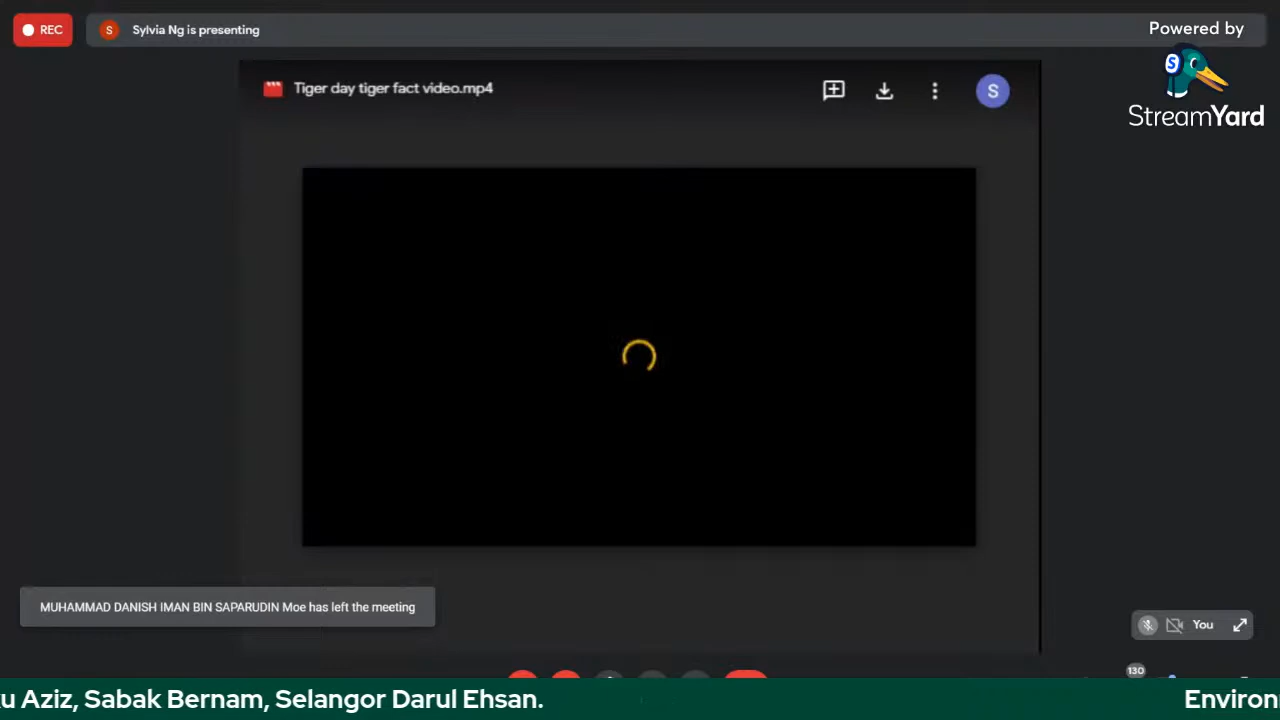 REC
S
Sylvia Ng is presenting
Powered by
StreamYard
Tiger day tiger fact video.mp4
S
S
MUHAMMAD DANISH IMAN BIN SAPARUDIN Moe has left the meeting
You
130
Aziz, Sabak Bernam, Selangor Darul Ehsan.